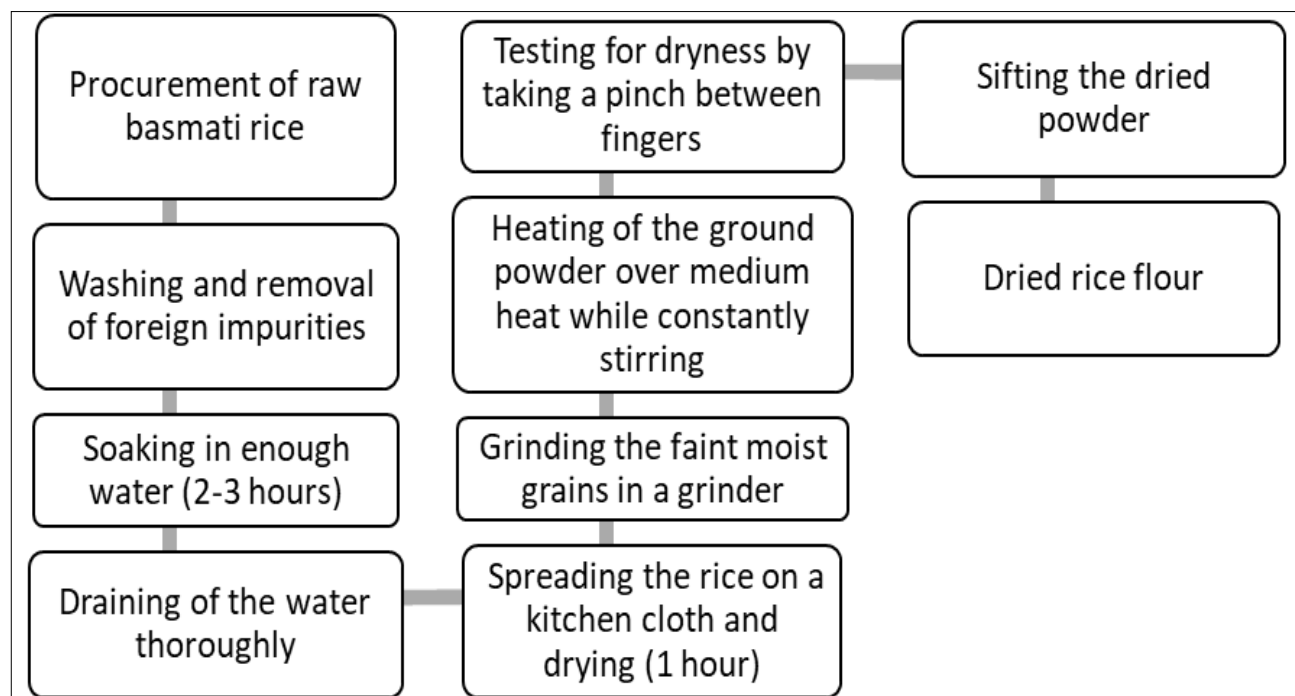 Procurement of raw
basmati rice
Washing and removal
of foreign impurities
Soaking in enough
water (2-3 hours)
Draining of the water
thoroughly
Spreading the rice on a
kitchen cloth and
drying (1 hour)
Grinding the faint moist
grains in a grinder
Heating of the ground
powder over medium
heat while constantly
stirring
Testing for dryness by
taking a pinch between
fingers
Sifting the dried
powder
Dried rice flour